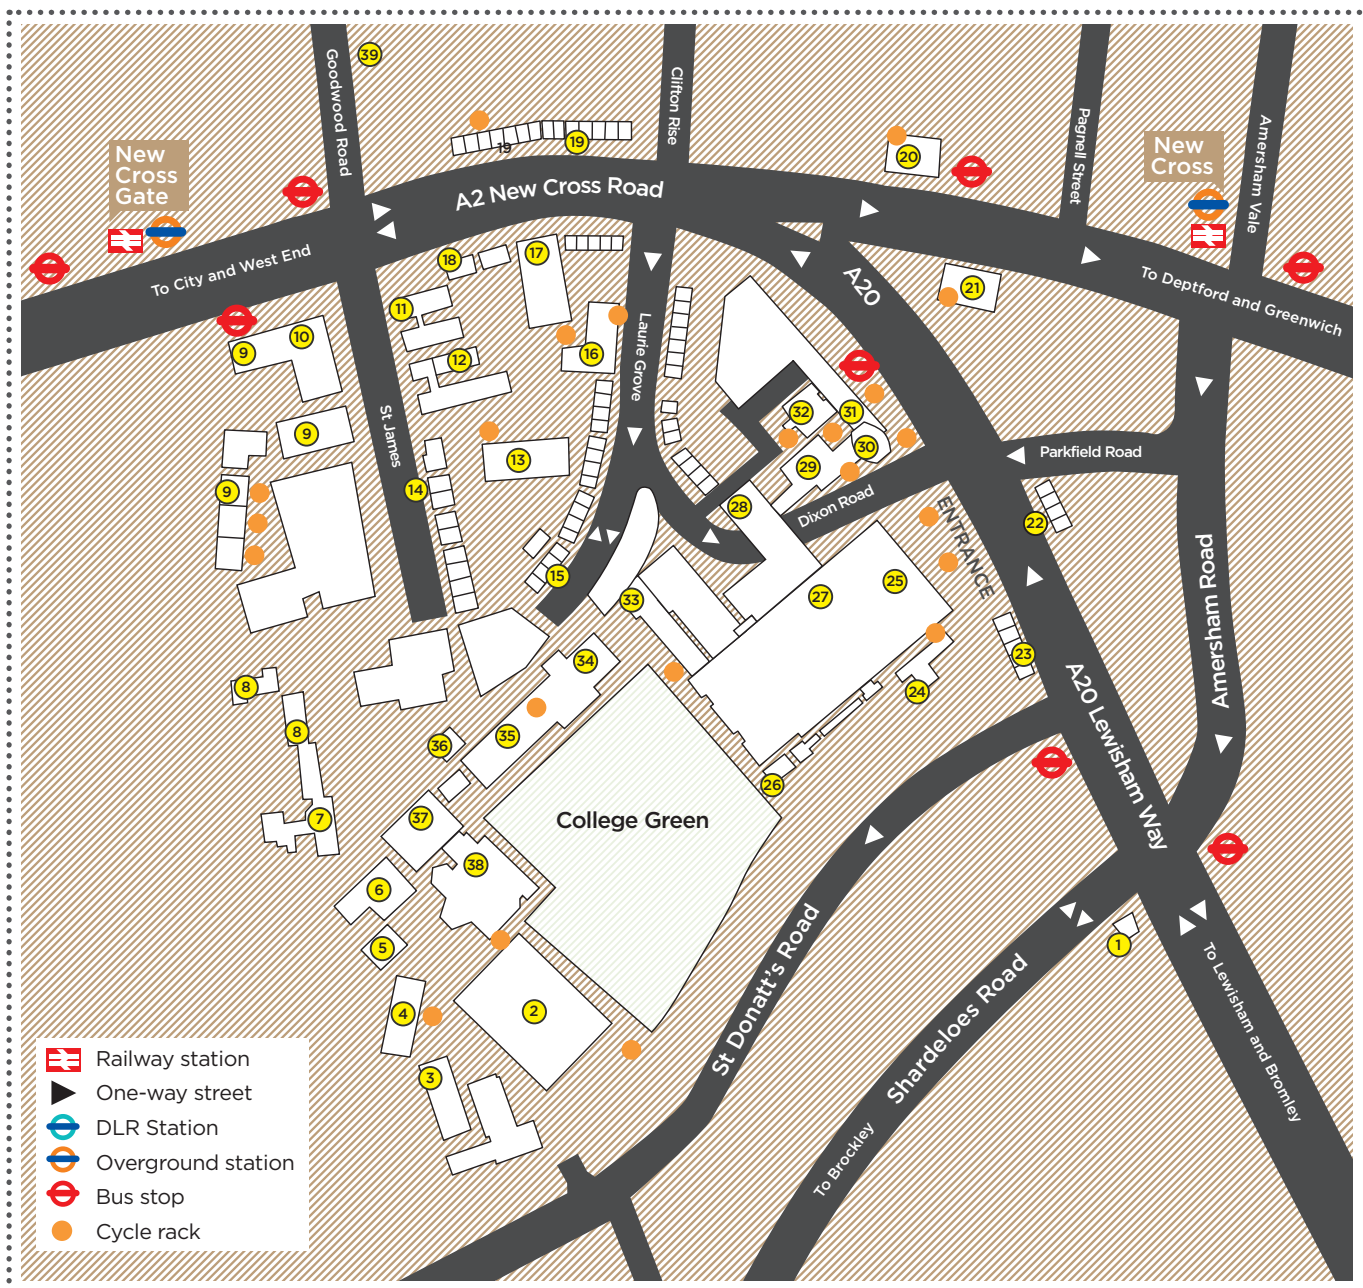 39
Goodwood Road
Clifton Rise
Pagnell Street
Amersham Vale
19
19
20
New
Cross
Gate
New
Cross
A2 New Cross Road
To City and West End
To Deptford and Greenwich
A20
18
17
21
11
10
9
12
16
Laurie Grove
St James
32
31
30
29
Parkfield Road
9
13
14
9
28
Dixon Road
ENTRANCE
22
15
33
27
25
Amersham Road
23
34
24
8
8
36
35
26
A20 Lewisham Way
7
37
College Green
38
6
5
4
2
3
1
St Donatt's Road
Shardeloes Road
To Brockley
To Lewisham and Bromley
Railway station
One-way street
DLR Station
Overground station
Bus stop
Cycle rack